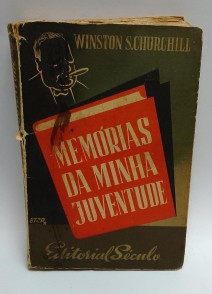 WINSTON S. CHURCHILL
MEMÓRIAS
DA MINHA
JUVENTUDE
Editorial Século